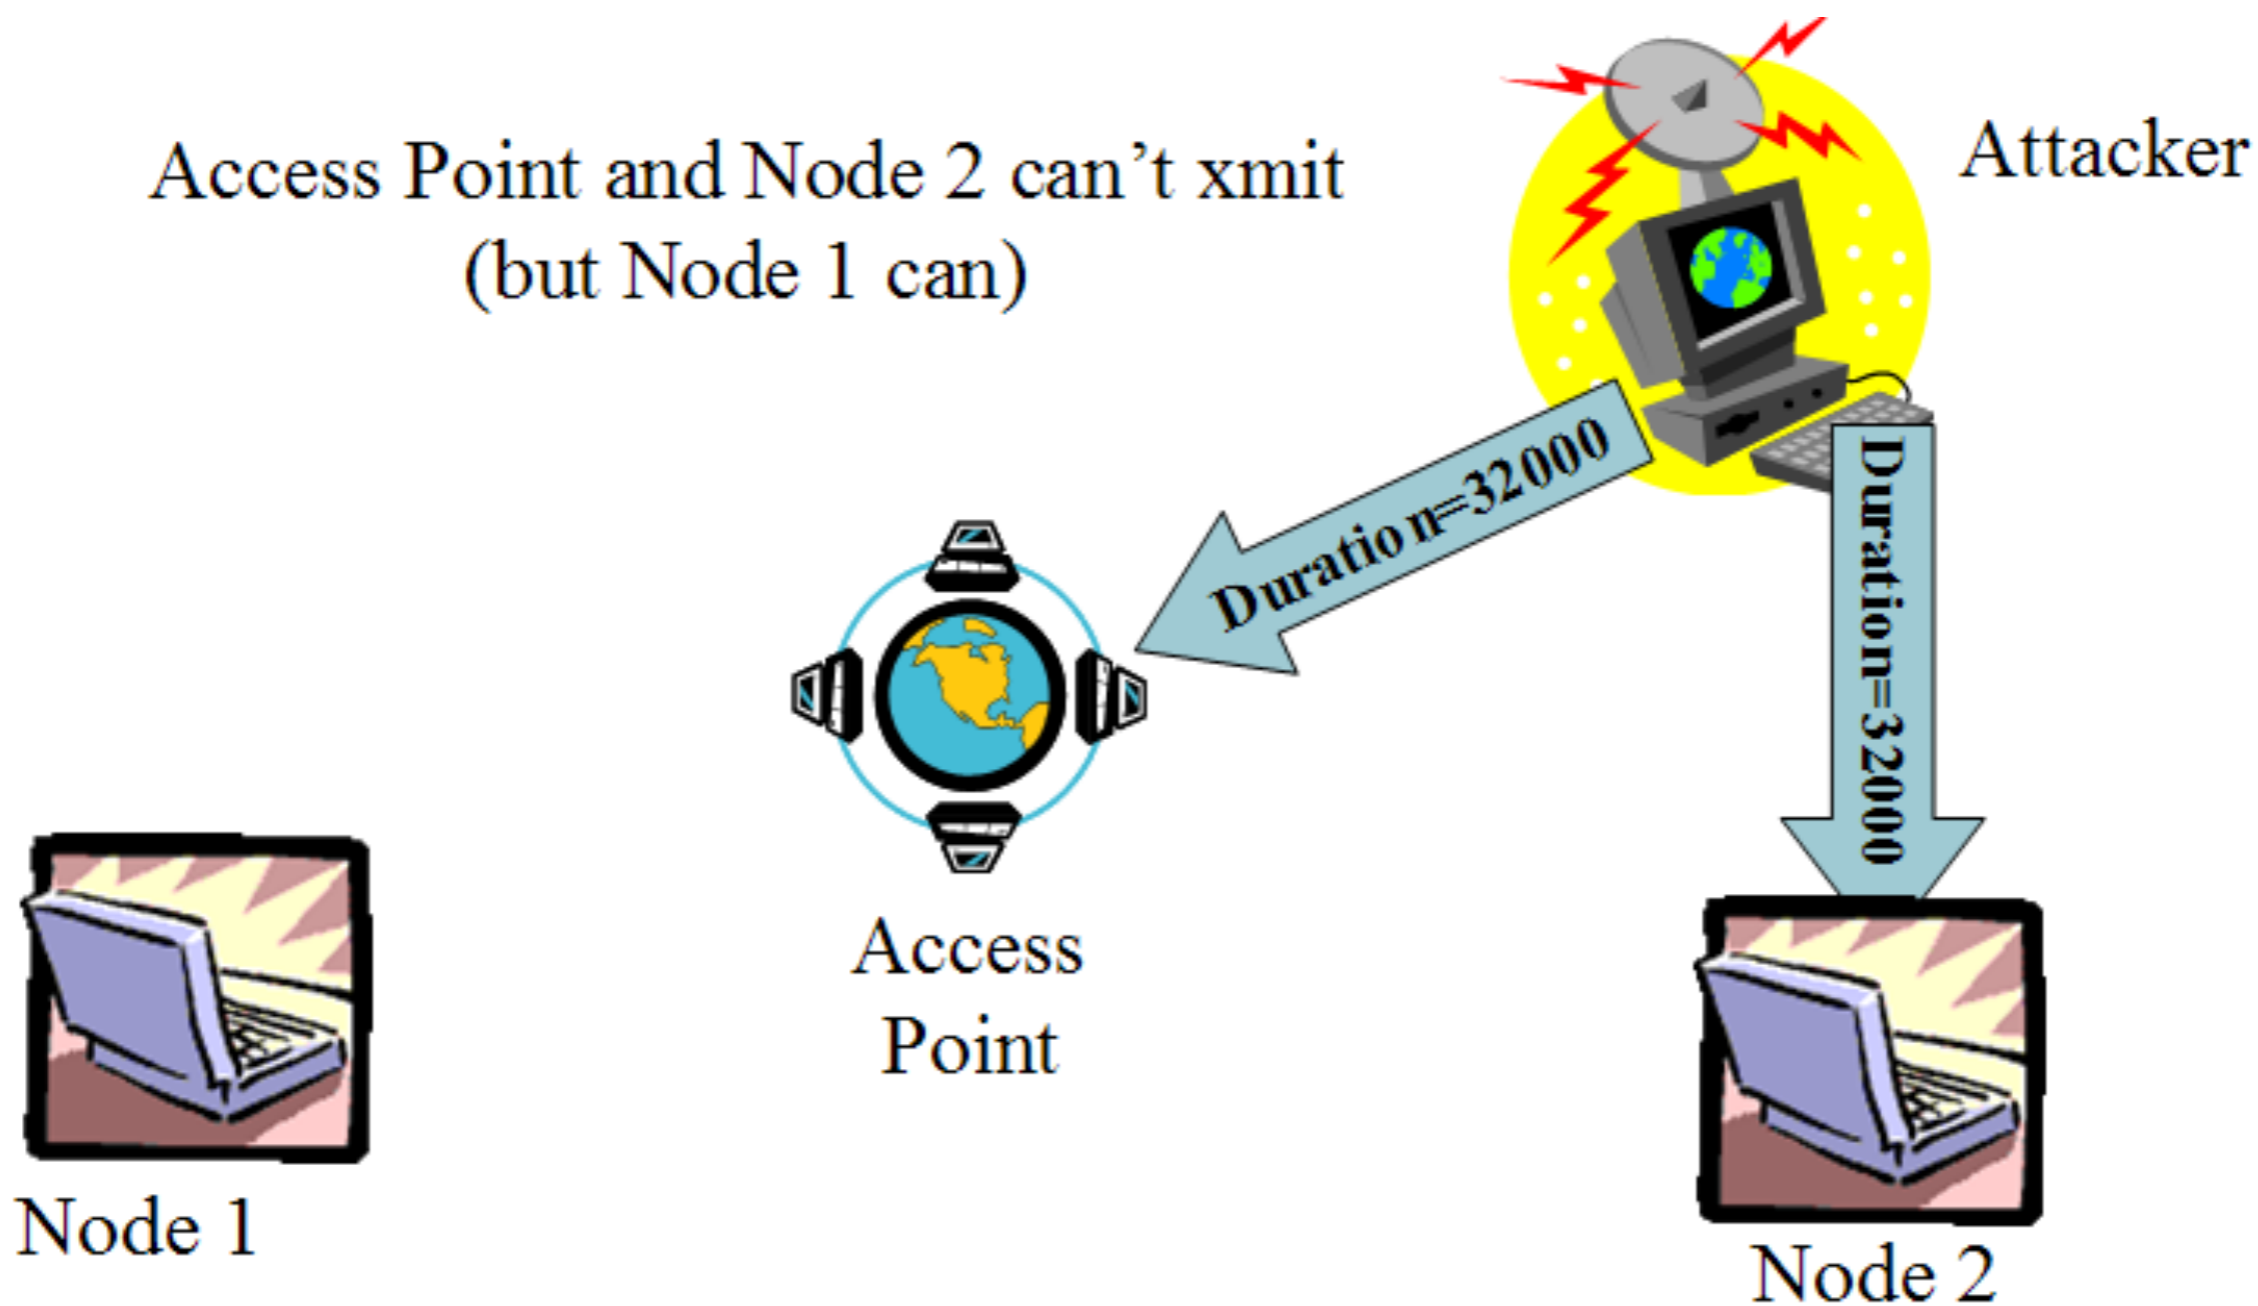 Access Point and Node 2 can’t xmit
(but Node 1 can)
Attacker
Duration=32000
Duration=32000
Access
Point
Node 1
Node 2